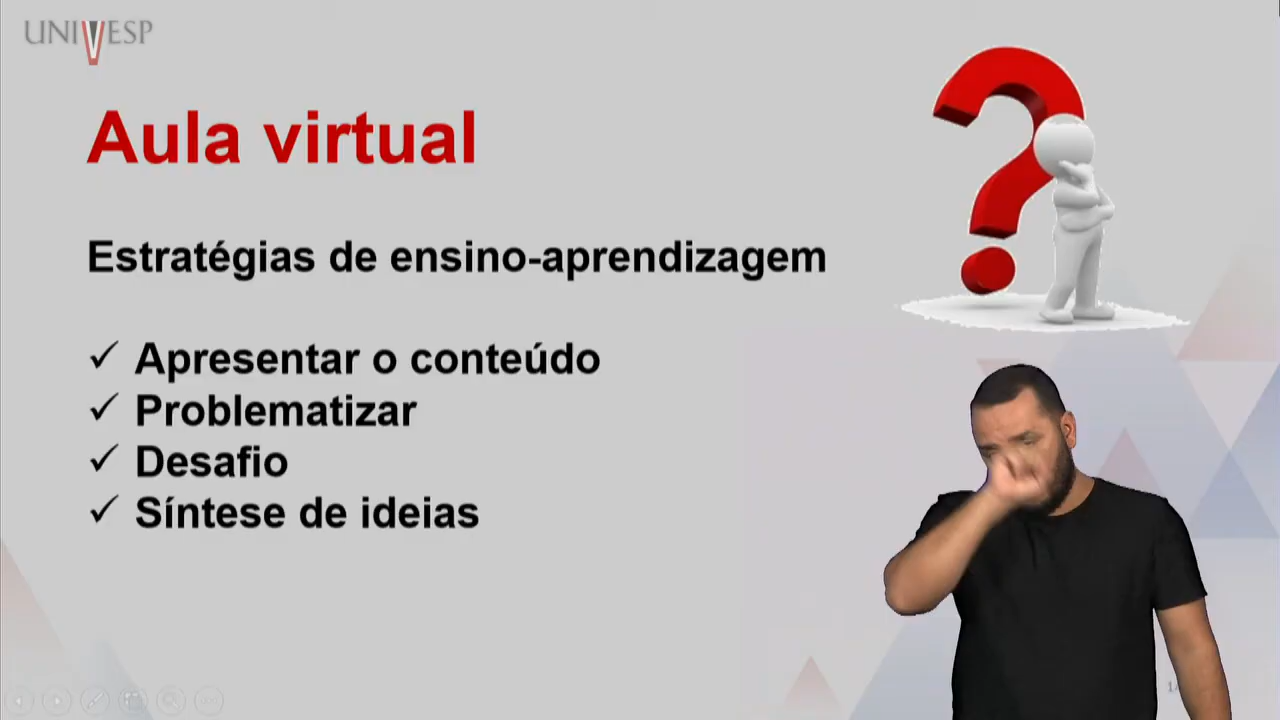 UNIVESP
Aula virtual
Estratégias de ensino-aprendizagem
✓ Apresentar o conteúdo
✓ Problematizar
✓ Desafio
✓ Síntese de ideias